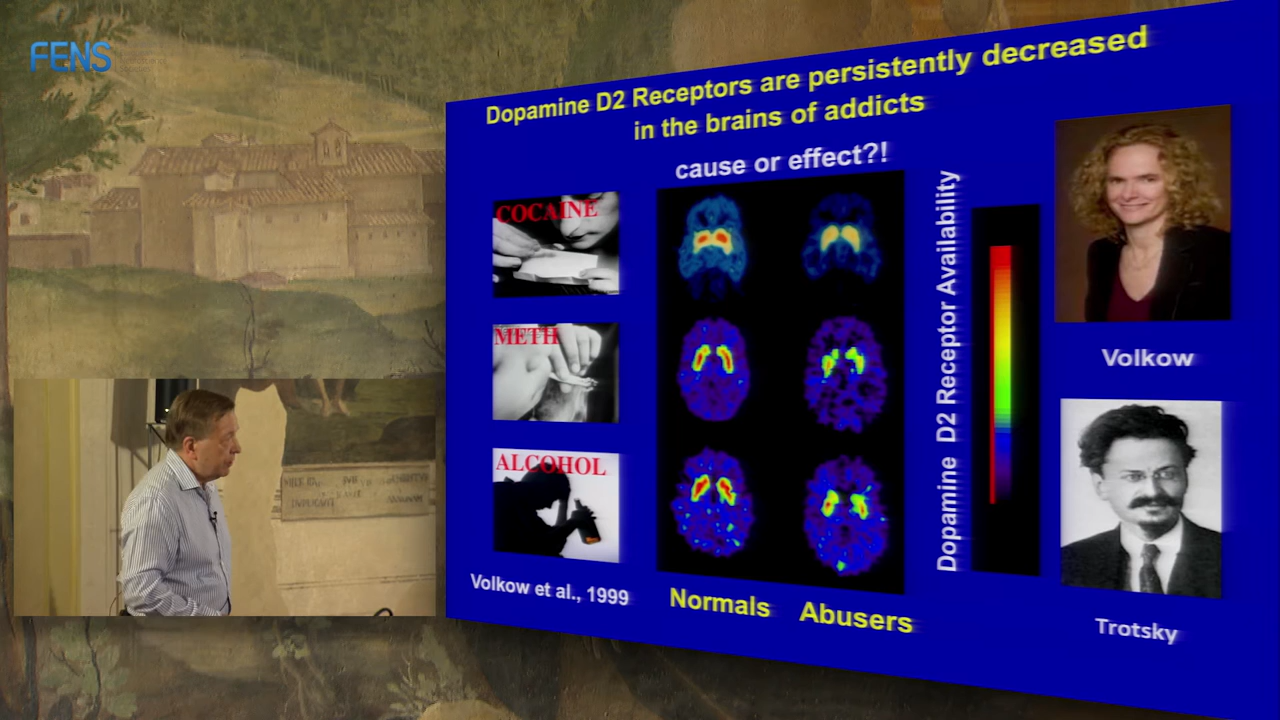 FENS
Dopamine D2 Receptors are persistently decreased
in the brains of addicts
cause or effect?!
COCAINE
METH
ALCOHOL
Volkow et al., 1999
Normals Abusers
Dopamine D2 Receptor Availability
Volkow
Trotsky